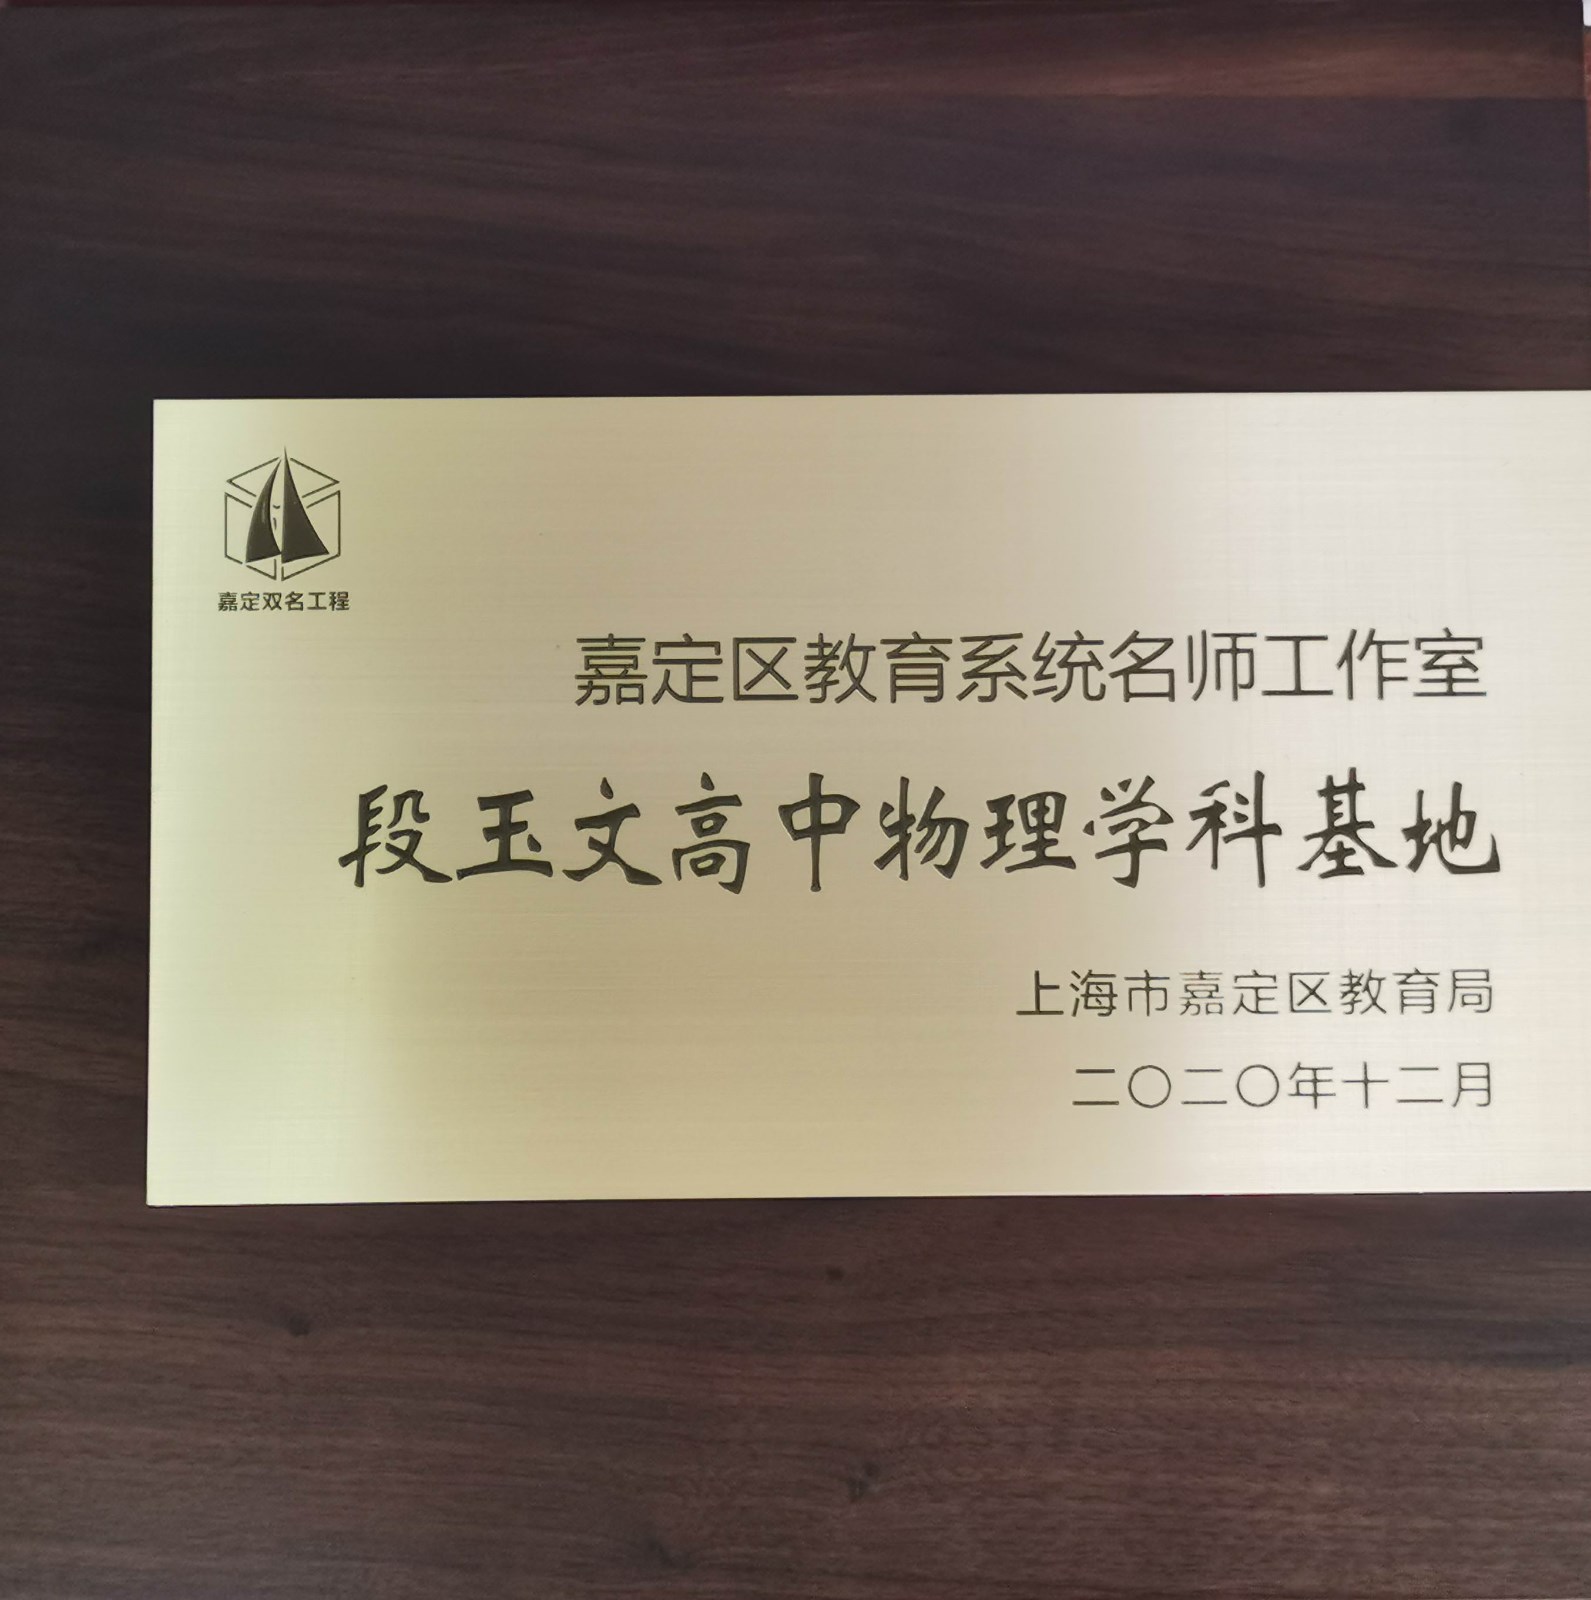 嘉定双名工程
嘉定区教育系统名师工作室
段玉文高中物理学科基地
上海市嘉定区教育局
二〇二〇年十二月